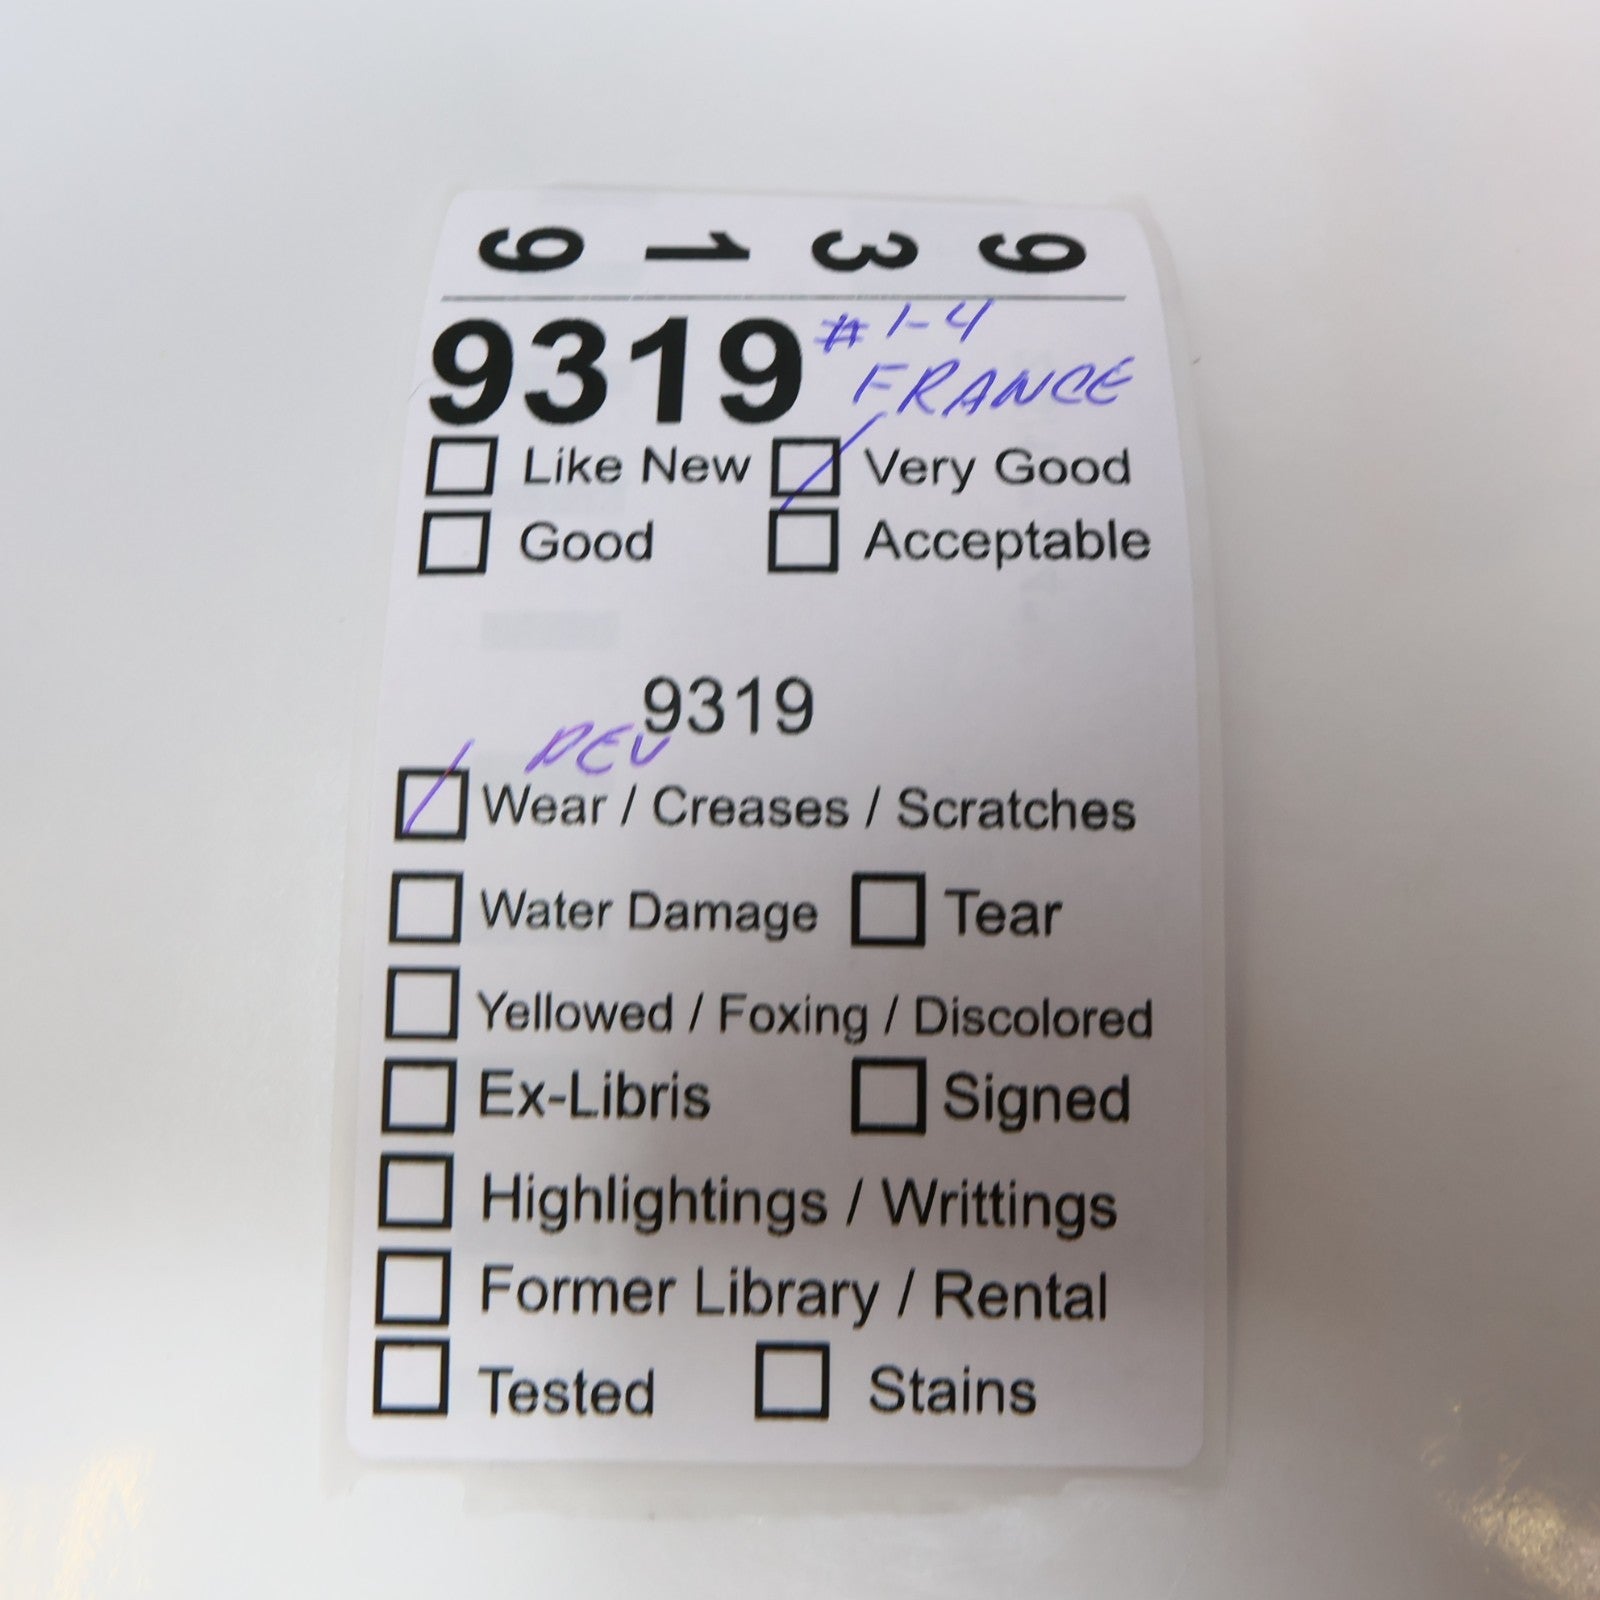 9 1 3 9
9319 #1-4
FRANCE
Like New Very Good
Good Acceptable
9319
PEU
Wear / Creases / Scratches
Water Damage Tear
Yellowed / Foxing / Discolored
Ex-Libris Signed
Highlightings / Writtings
Former Library / Rental
Tested Stains